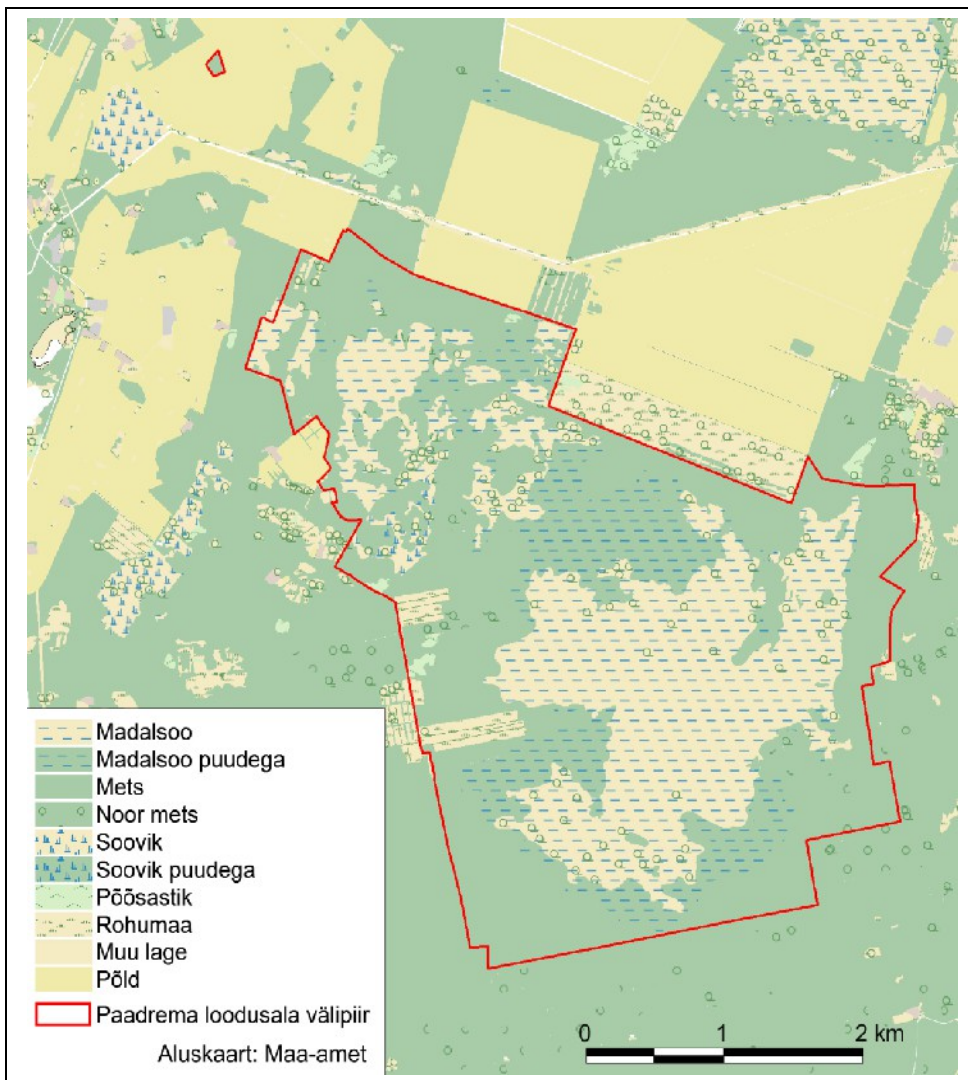 Madalsoo
Madalsoo puudega
Mets
Noor mets
Soovik
Soovik puudega
Põõsastik
Rohumaa
Muu lage
Põld
Paadrema loodusala välipiir
Aluskaart: Maa-amet
0 1 2 km